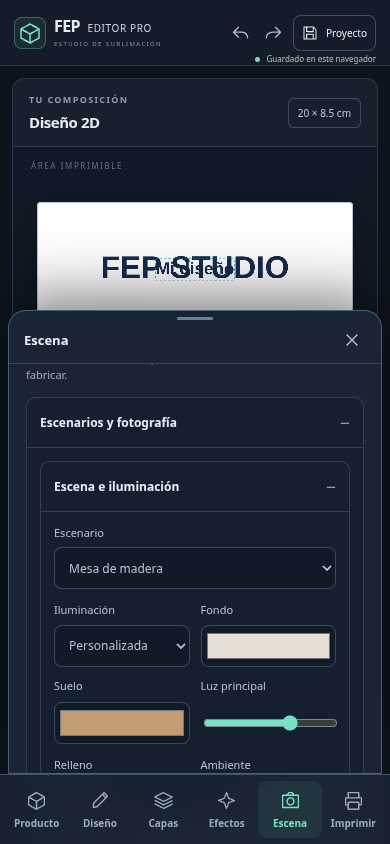 FEP EDITOR PRO
ESTUDIO DE SUBLIMACIÓN
Proyecto
Guardado en este navegador
TU COMPOSICIÓN
Diseño 2D
20 × 8.5 cm
ÁREA IMPRIMIBLE
FEP STUDIO
Mi diseño
Escena
fabricar.
Escenarios y fotografía
Escena e iluminación
Escenario
Mesa de madera
Iluminación
Fondo
Personalizada
Suelo
Luz principal
Relleno
Ambiente
Producto
Diseño
Capas
Efectos
Escena
Imprimir